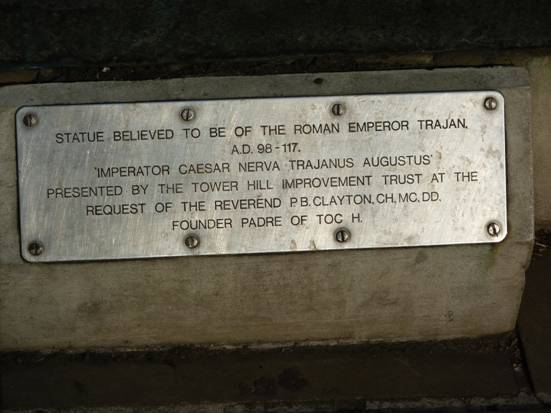 STATUE BELIEVED TO BE OF THE ROMAN EMPEROR TRAJAN.
A.D. 98-117.
'IMPERATOR CAESAR NERVA TRAJANUS AUGUSTUS'
PRESENTED BY THE TOWER HILL IMPROVEMENT TRUST AT THE
REQUEST OF THE REVEREND P.B. CLAYTON, CH, MC, DD.
FOUNDER PADRE OF TOC H.